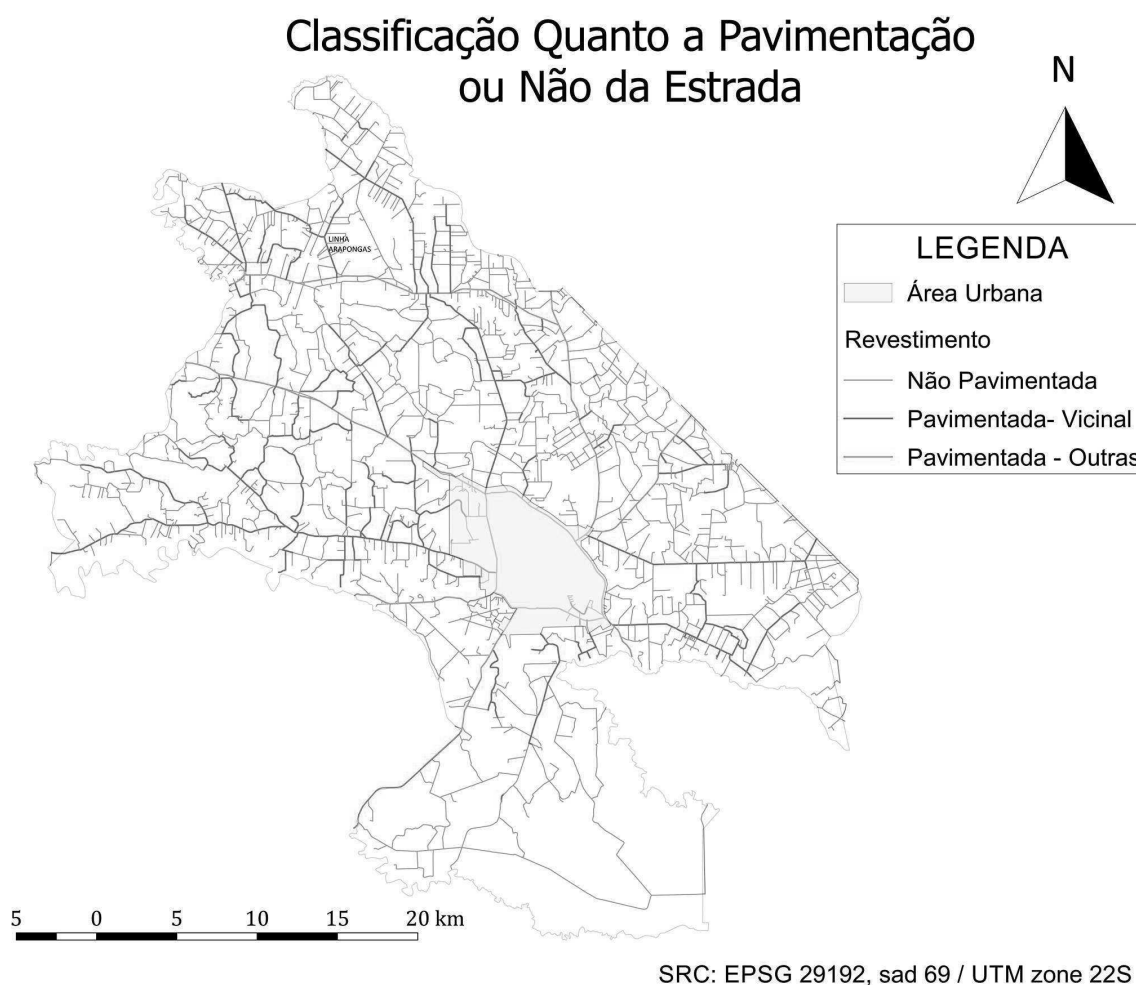 Classificação Quanto a Pavimentação
ou Não da Estrada
N
LINHA
ARAPONGAS
LEGENDA
Área Urbana
Revestimento
Não Pavimentada
Pavimentada- Vicinal
Pavimentada - Outras
5 0 5 10 15 20 km
SRC: EPSG 29192, sad 69 / UTM zone 22S